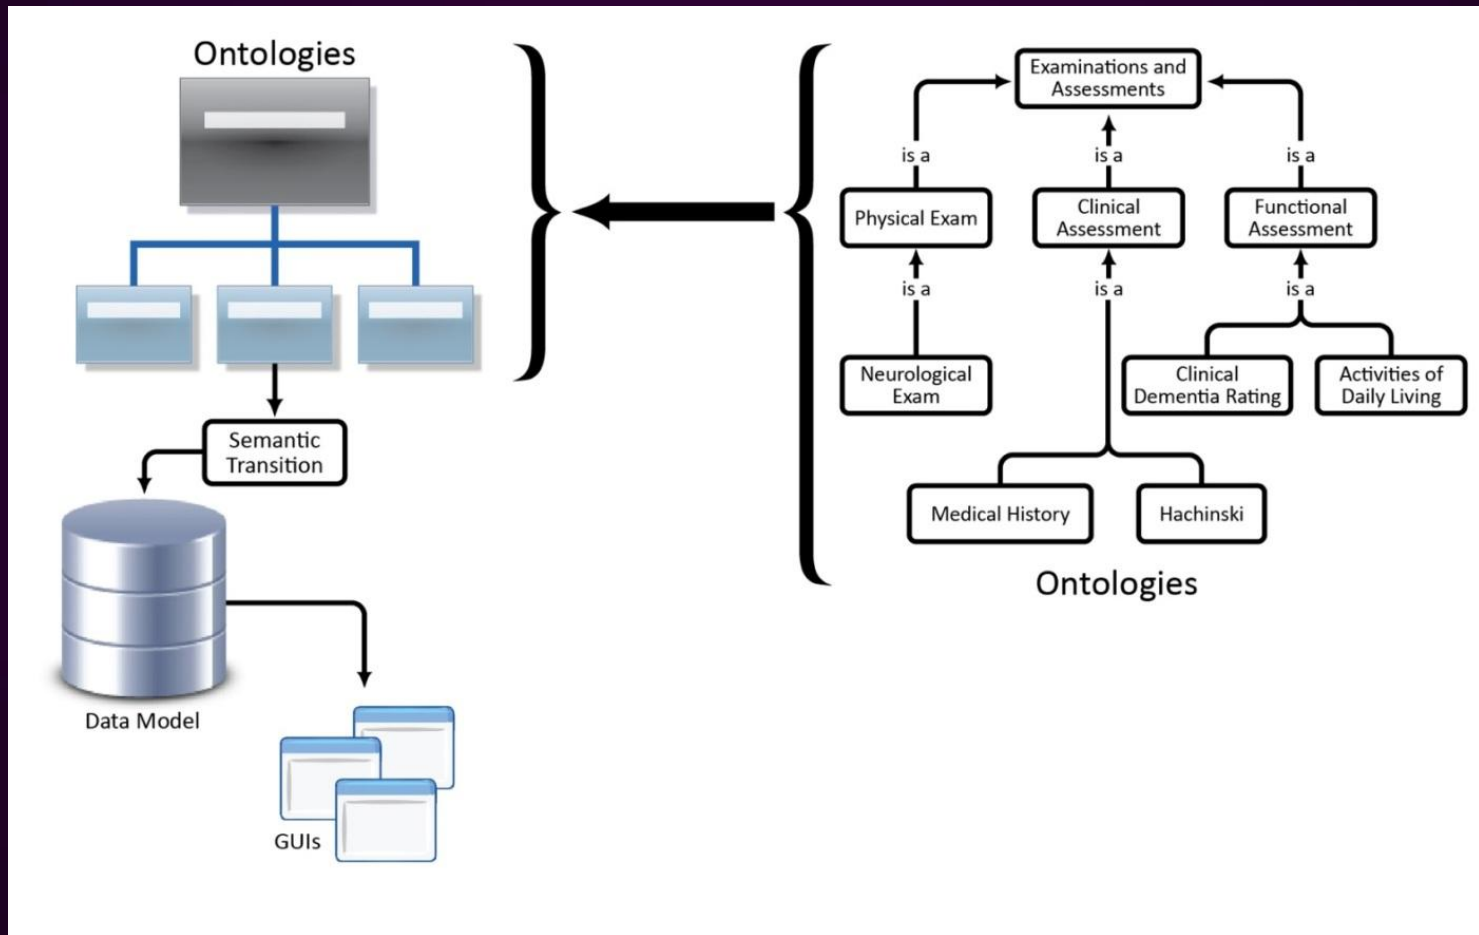 Ontologies
Semantic
Transition
Data Model
GUIs
Examinations and
Assessments
is a
is a
is a
Physical Exam
Clinical
Assessment
Functional
Assessment
is a
is a
is a
Neurological
Exam
Clinical
Dementia Rating
Activities of
Daily Living
Medical History
Hachinski
Ontologies